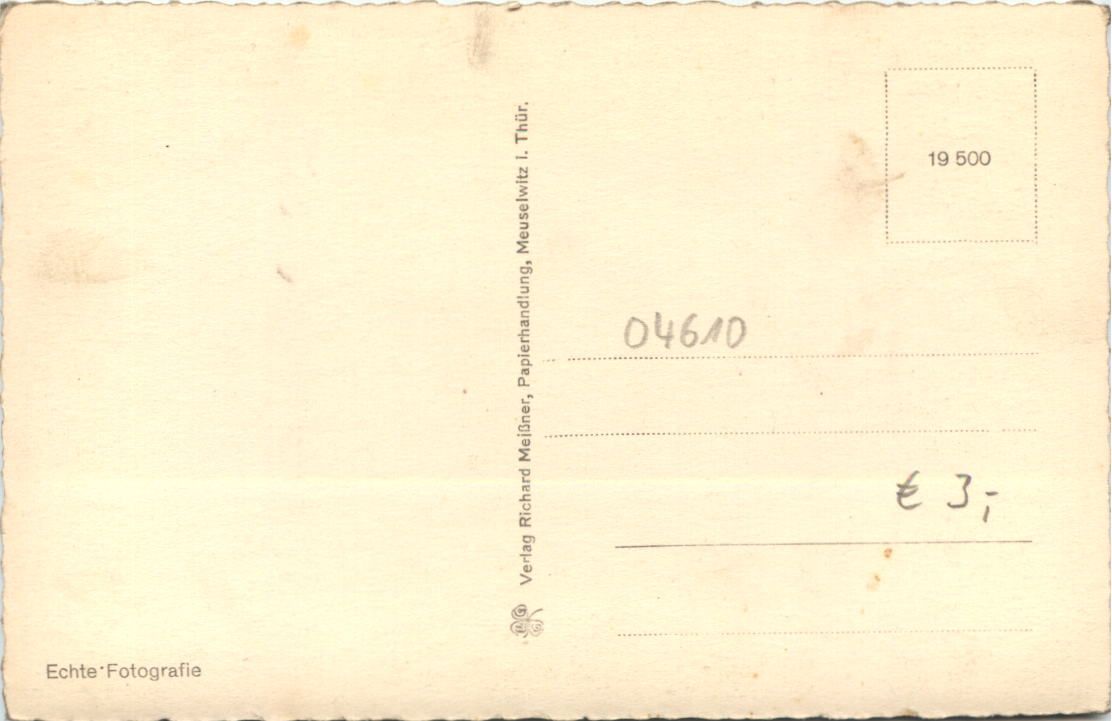 19 500
Verlag Richard Meißner, Papierhandlung, Meuselwitz i. Thür.
04610
€ 3,-
Echte Fotografie